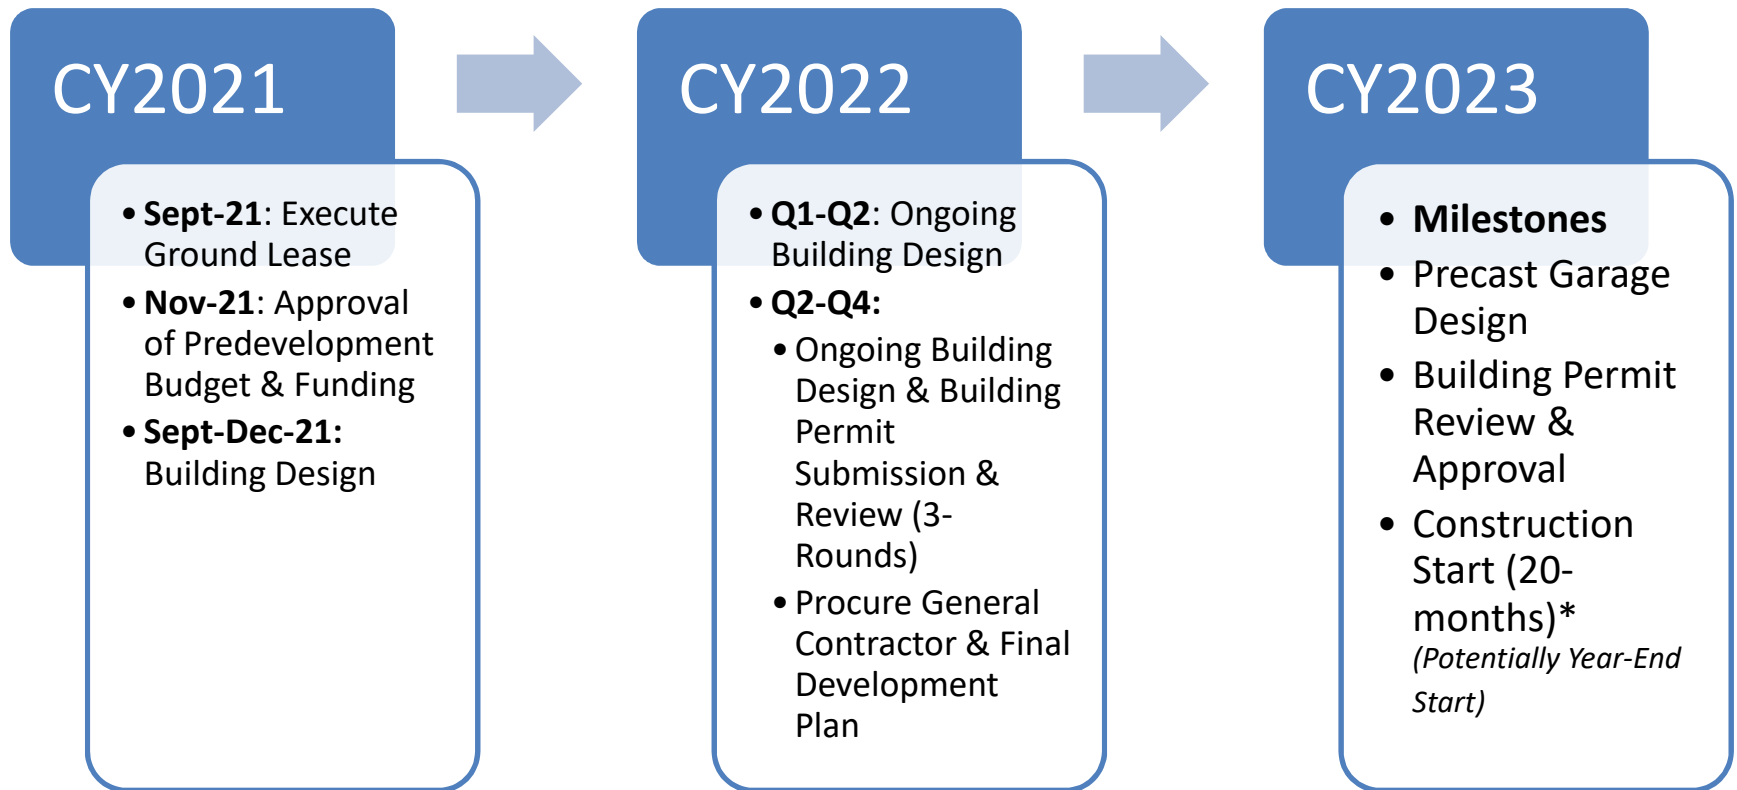 CY2021
• Sept-21: Execute
Ground Lease
• Nov-21: Approval
of Predevelopment
Budget & Funding
• Sept-Dec-21:
Building Design
CY2022
• Q1-Q2: Ongoing
Building Design
• Q2-Q4:
• Ongoing Building
Design & Building
Permit
Submission &
Review (3-
Rounds)
• Procure General
Contractor & Final
Development
Plan
CY2023
• Milestones
• Precast Garage
Design
• Building Permit
Review &
Approval
• Construction
Start (20-
months)*
(Potentially Year-End
Start)